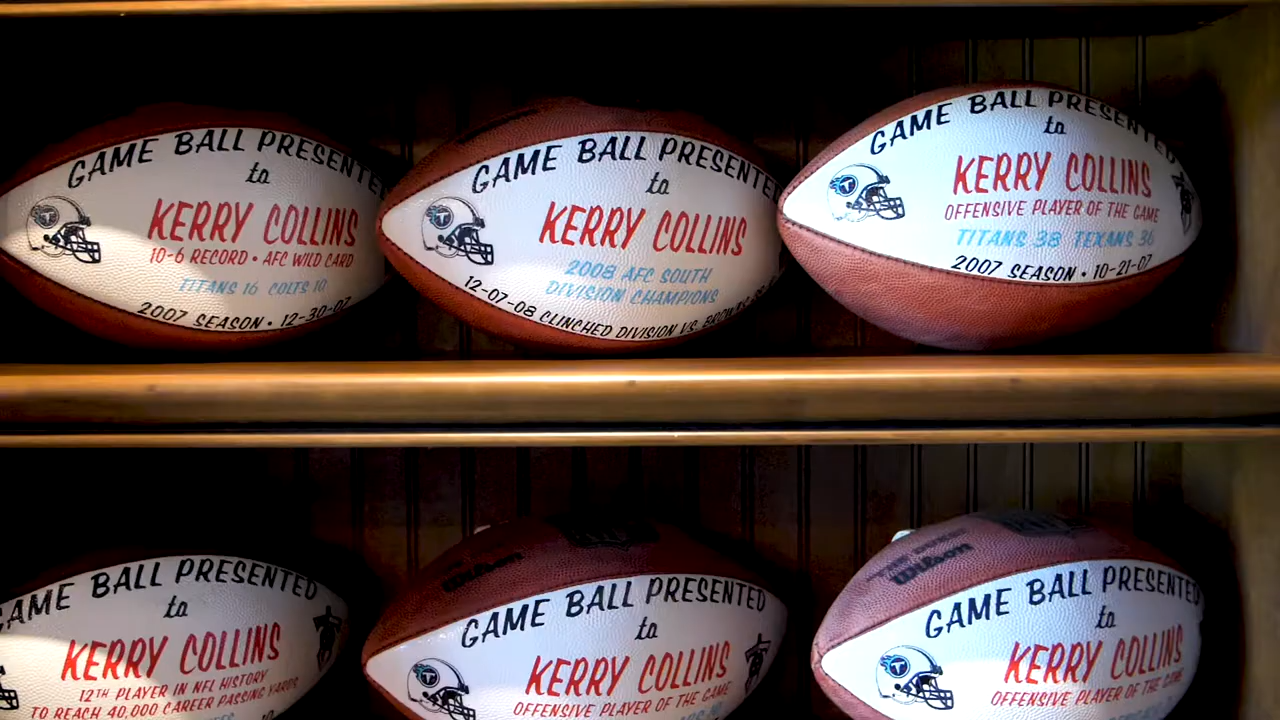 GAME BALL PRESENTED
to
KERRY COLLINS
10-6 RECORD • AFC WILD CARD
TITANS 16 COLTS 10
2007 SEASON • 12-30-07
GAME BALL PRESENTED
to
KERRY COLLINS
2008 AFC SOUTH
DIVISION CHAMPIONS
12-07-08 CLINCHED DIVISION VS. BROWNS
GAME BALL PRESENTED
to
KERRY COLLINS
OFFENSIVE PLAYER OF THE GAME
TITANS 38 TEXANS 36
2007 SEASON • 10-21-07
GAME BALL PRESENTED
to
KERRY COLLINS
12TH PLAYER IN NFL HISTORY
TO REACH 40,000 CAREER PASSING YARDS
Wilson
GAME BALL PRESENTED
to
KERRY COLLINS
OFFENSIVE PLAYER OF THE GAME
Wilson
GAME BALL PRESENTED
to
KERRY COLLINS
OFFENSIVE PLAYER OF THE GAME